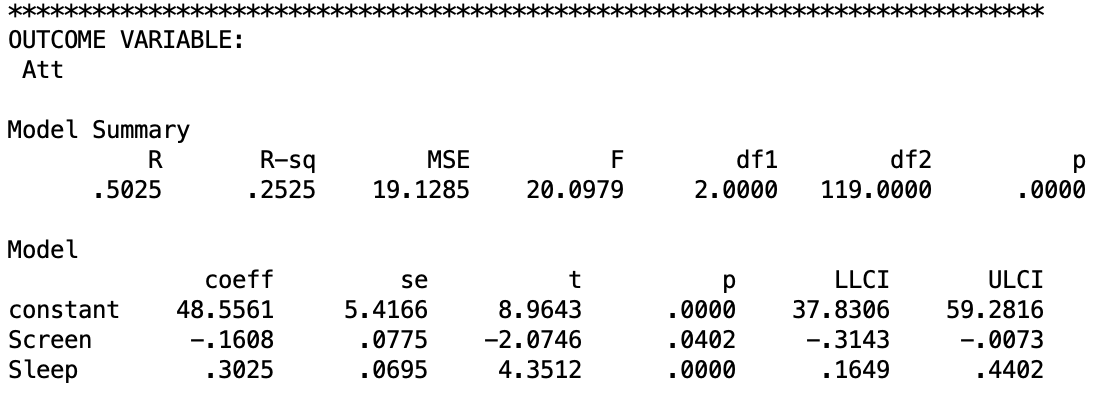 **************************************************************************
OUTCOME VARIABLE:
Att
Model Summary
R R-sq MSE F df1 df2 p
.5025 .2525 19.1285 20.0979 2.0000 119.0000 .0000
Model
coeff se t p LLCI ULCI
constant 48.5561 5.4166 8.9643 .0000 37.8306 59.2816
Screen -.1608 .0775 -2.0746 .0402 -.3143 -.0073
Sleep .3025 .0695 4.3512 .0000 .1649 .4402